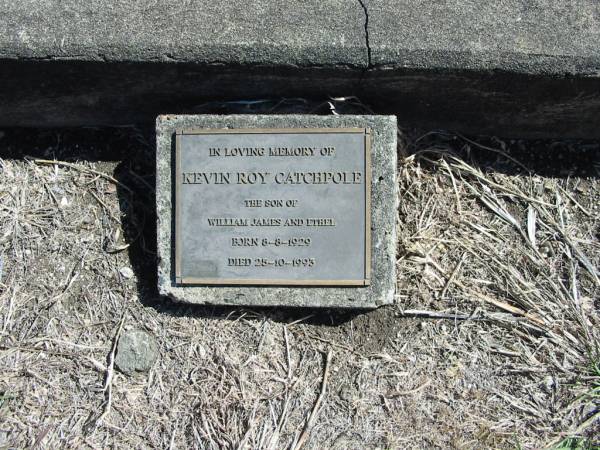 IN LOVING MEMORY OF
KEVIN ROY CATCHPOLE
THE SON OF
WILLIAM JAMES AND ETHEL
BORN 8-8-1929
DIED 25-10-1993